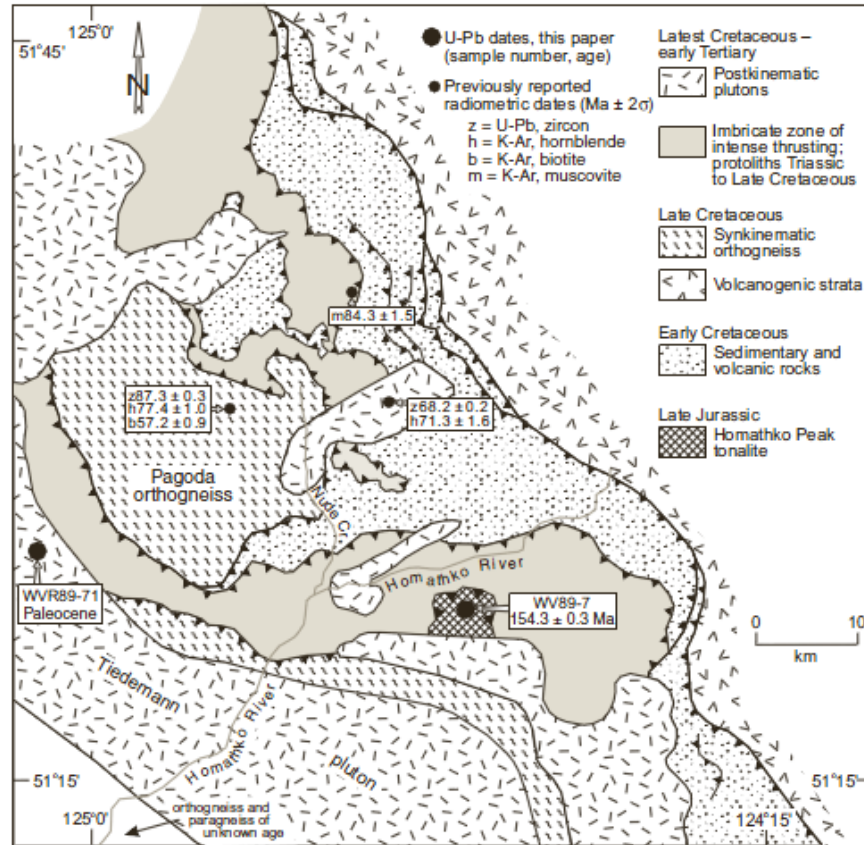 125°0'
51°45'
N
U-Pb dates, this paper
(sample number, age)
Previously reported
radiometric dates (Ma ± 2σ)
z = U-Pb, zircon
h = K-Ar, hornblende
b = K-Ar, biotite
m = K-Ar, muscovite
Latest Cretaceous –
early Tertiary
Postkinematic
plutons
Imbricate zone of
intense thrusting;
protoliths Triassic
to Late Cretaceous
Late Cretaceous
Synkinematic
orthogneiss
Volcanogenic strata
Early Cretaceous
Sedimentary and
volcanic rocks
Late Jurassic
Homathko Peak
tonalite
m84.3 ± 1.5
z87.3 ± 0.3
h77.4 ± 1.0
b57.2 ± 0.9
z68.2 ± 0.2
h71.3 ± 1.6
Pagoda
orthogneiss
Nude Cr.
Homathko River
WVR89-71
Paleocene
WV89-7
154.3 ± 0.3 Ma
0 10
km
Tiedemann
pluton
Homathko River
51°15'
51°15'
orthogneiss and
paragneiss of
unknown age
125°0'
124°15'